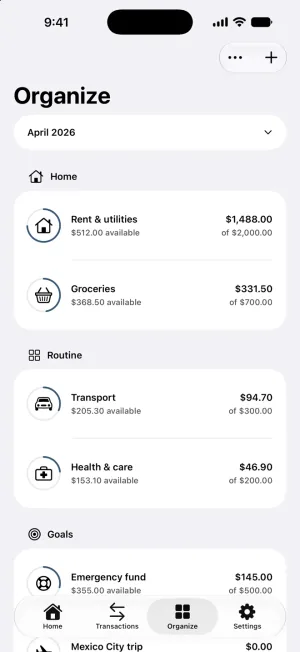 9:41
Organize
April 2026
Home
Rent & utilities
$1,488.00
$512.00 available
of $2,000.00
Groceries
$331.50
$368.50 available
of $700.00
Routine
Transport
$94.70
$205.30 available
of $300.00
Health & care
$46.90
$153.10 available
of $200.00
Goals
Emergency fund
$145.00
$355.00 available
of $500.00
Home
Transactions
Organize
Settings
Mexico City trip
$0.00